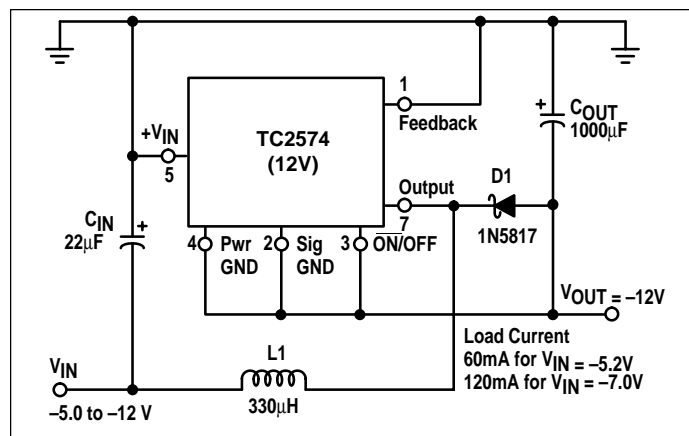 1
Feedback
+VIN
5
TC2574
(12V)
+
COUT
1000µF
Output
7
D1
1N5817
CIN
22µF
+
4
Pwr
GND
2
Sig
GND
3
ON/OFF
VOUT = –12V
Load Current
60mA for VIN = –5.2V
120mA for VIN = –7.0V
L1
330µH
VIN
–5.0 to –12 V